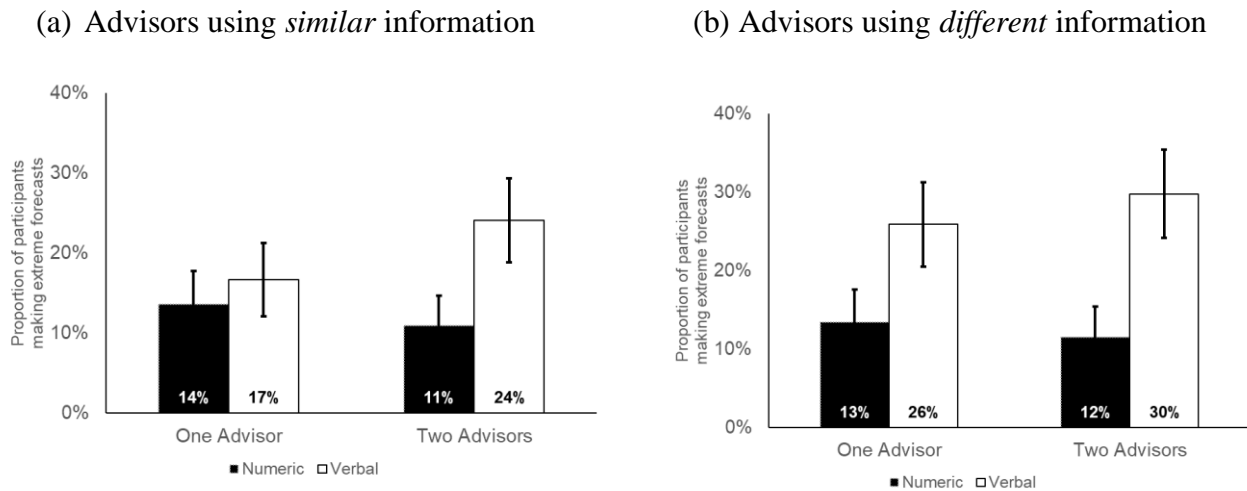 (a) Advisors using similar information
40%
30%
20%
10%
0%
Proportion of participants
making extreme forecasts
14%
17%
11%
24%
One Advisor
Two Advisors
■ Numeric □ Verbal
(b) Advisors using different information
40%
30%
20%
10%
0%
Proportion of participants
making extreme forecasts
13%
26%
12%
30%
One Advisor
Two Advisors
■ Numeric □ Verbal